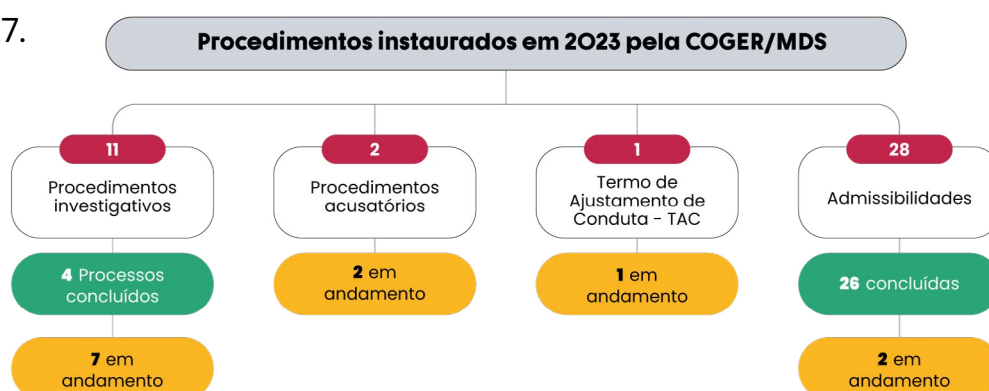 7.
Procedimentos instaurados em 2023 pela COGER/MDS
11
Procedimentos
investigativos
4 Processos
concluídos
7 em
andamento
2
Procedimentos
acusatórios
2 em
andamento
1
Termo de
Ajustamento de
Conduta - TAC
1 em
andamento
28
Admissibilidades
26 concluídas
2 em
andamento